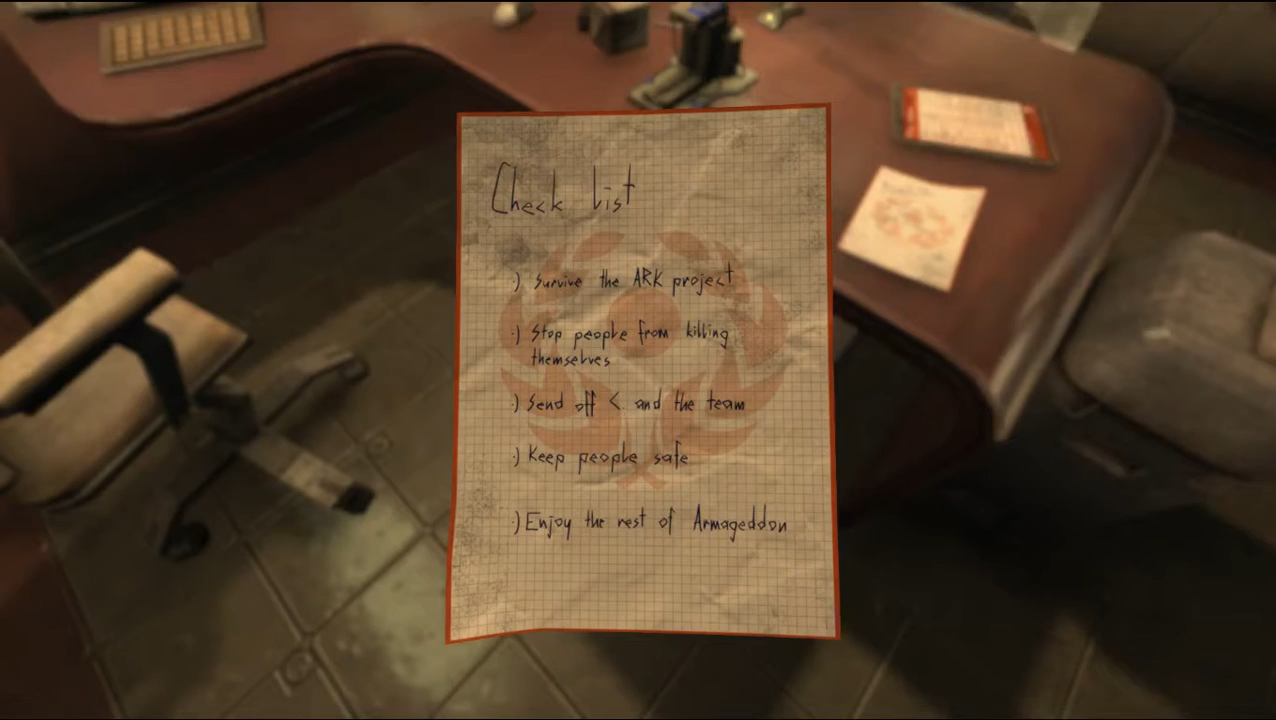 Check list
·) Survive the ARK project
·) Stop people from killing
themselves
·) Send off < and the team
·) Keep people safe
·) Enjoy the rest of Armageddon